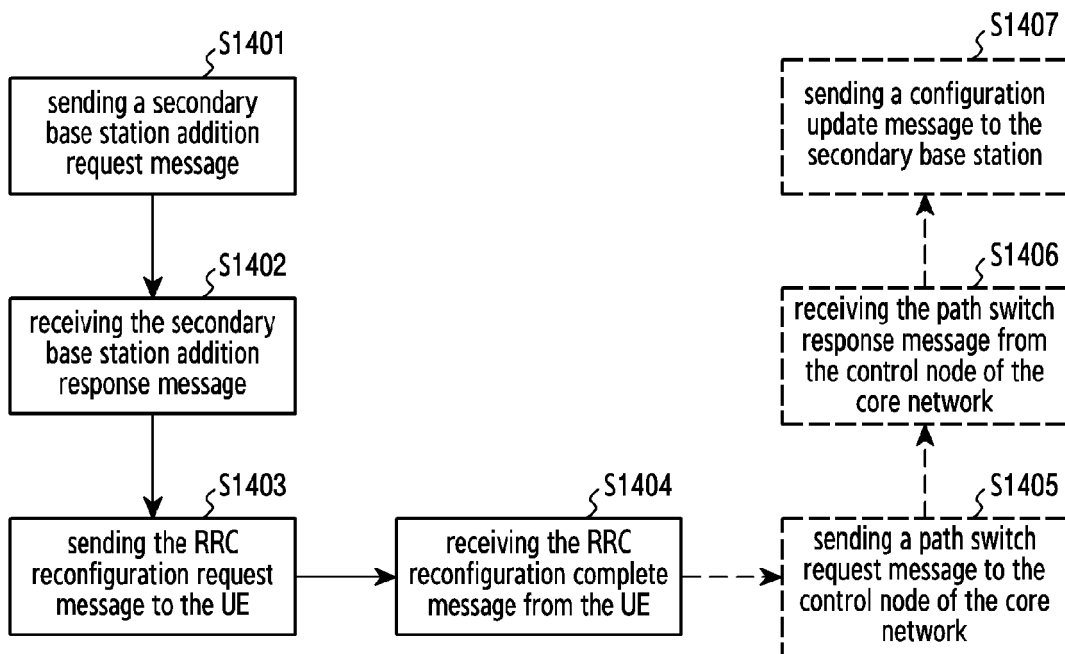 S1401
sending a secondary
base station addition
request message
S1402
receiving the secondary
base station addition
response message
S1403
sending the RRC
reconfiguration request
message to the UE
S1404
receiving the RRC
reconfiguration complete
message from the UE
S1405
sending a path switch
request message to the
control node of the core
network
S1406
receiving the path switch
response message from
the control node of the
core network
S1407
sending a configuration
update message to the
secondary base station